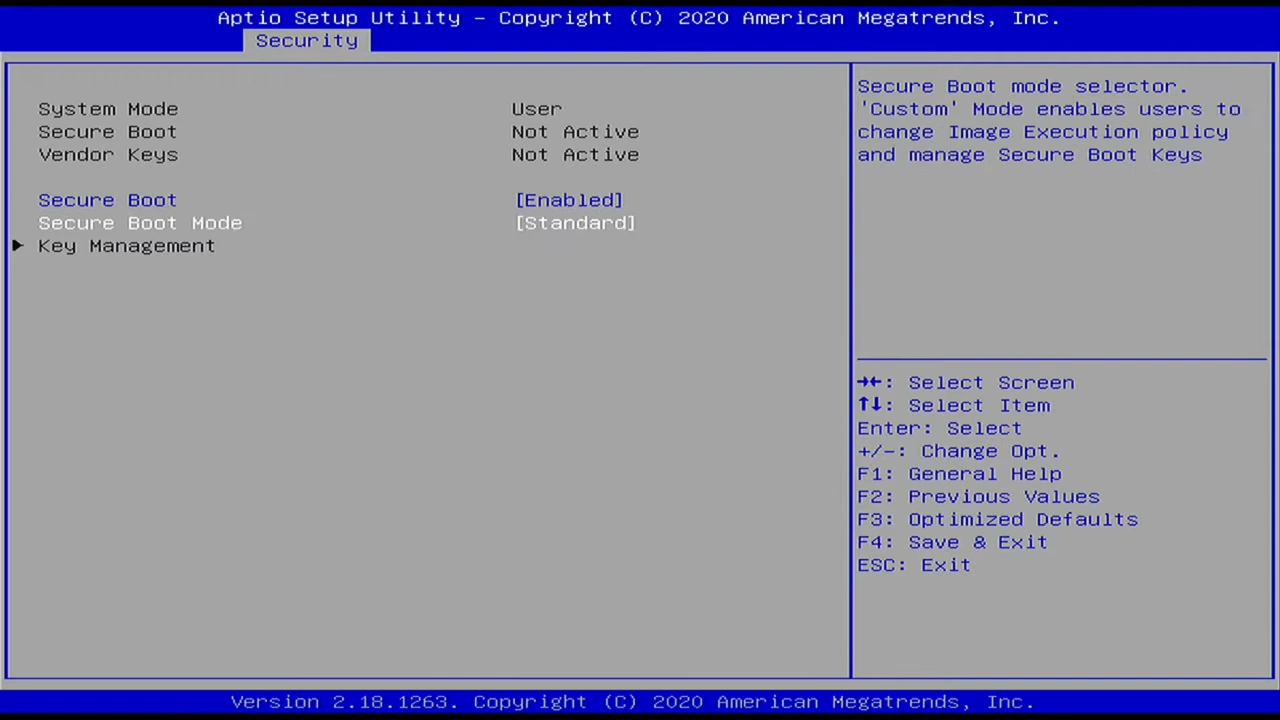 Aptio Setup Utility – Copyright (C) 2020 American Megatrends, Inc.
Security
System Mode User
Secure Boot Not Active
Vendor Keys Not Active
Secure Boot [Enabled]
Secure Boot Mode [Standard]
► Key Management
Secure Boot mode selector.
'Custom' Mode enables users to
change Image Execution policy
and manage Secure Boot Keys
→←: Select Screen
↑↓: Select Item
Enter: Select
+/-: Change Opt.
F1: General Help
F2: Previous Values
F3: Optimized Defaults
F4: Save & Exit
ESC: Exit
Version 2.18.1263. Copyright (C) 2020 American Megatrends, Inc.